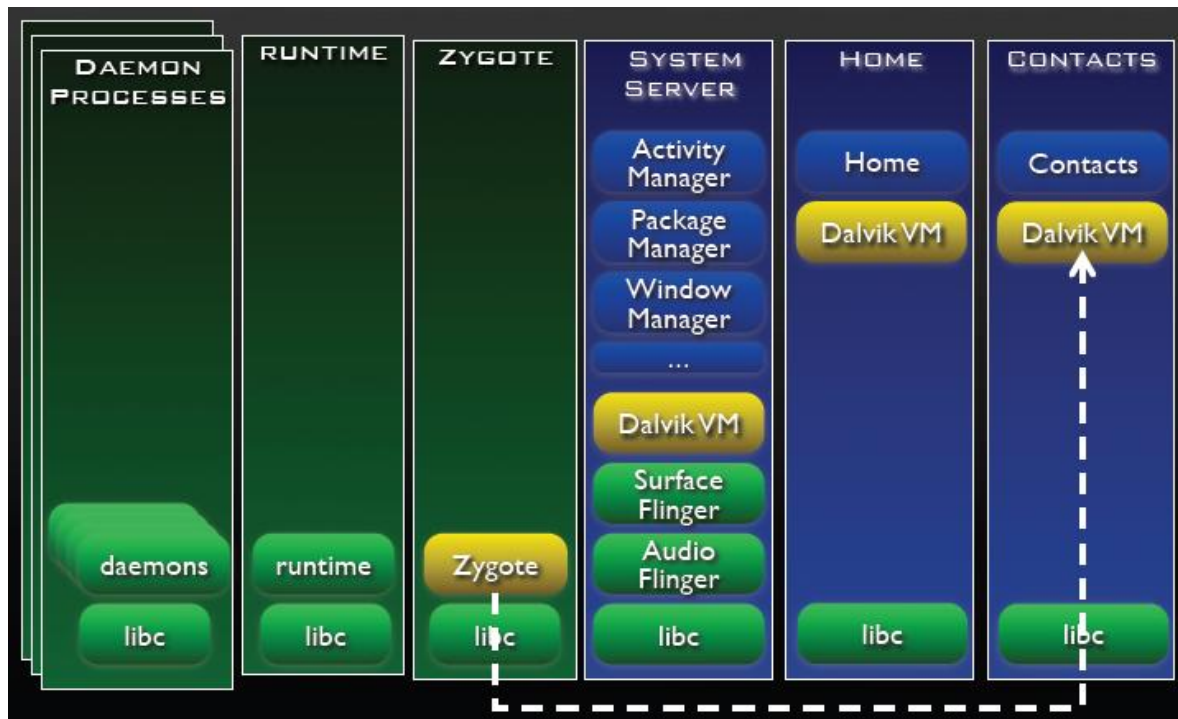 DAEMON
PROCESSES
daemons
libc
RUNTIME
runtime
libc
ZYGOTE
Zygote
libc
SYSTEM
SERVER
Activity
Manager
Package
Manager
Window
Manager
...
Dalvik VM
Surface
Flinger
Audio
Flinger
libc
HOME
Home
Dalvik VM
libc
CONTACTS
Contacts
Dalvik VM
libc